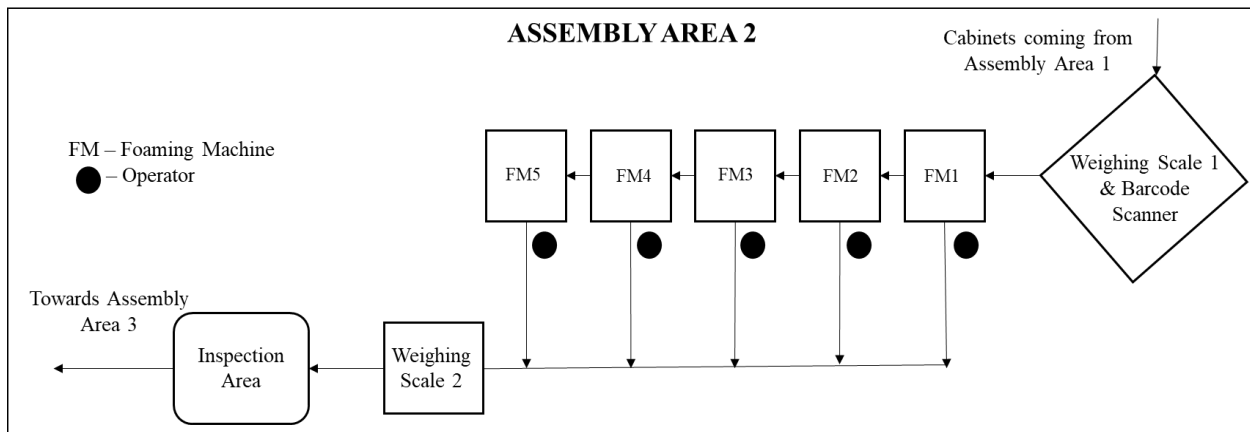 ASSEMBLY AREA 2
Cabinets coming from
Assembly Area 1
FM – Foaming Machine
– Operator
FM5
FM4
FM3
FM2
FM1
Weighing Scale 1
& Barcode
Scanner
Towards Assembly
Area 3
Inspection
Area
Weighing
Scale 2